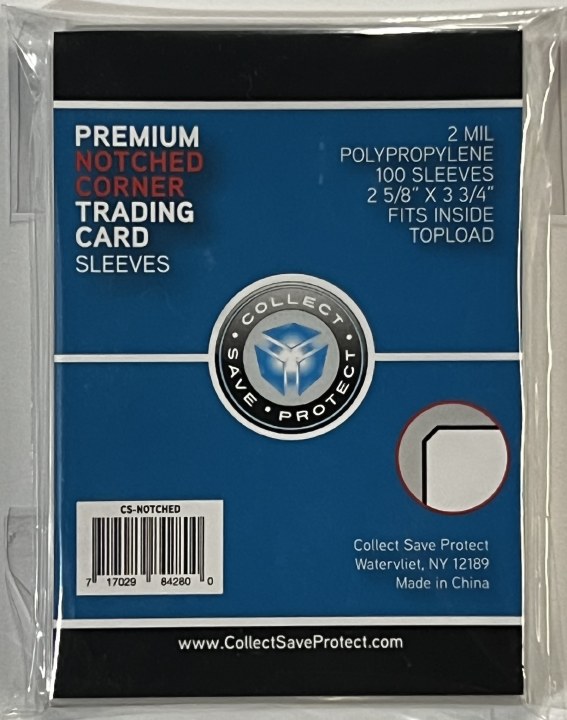 PREMIUM
NOTCHED
CORNER
TRADING
CARD
SLEEVES
2 MIL
POLYPROPYLENE
100 SLEEVES
2 5/8" X 3 3/4"
FITS INSIDE
TOPLOAD
• COLLECT •
SAVE • PROTECT
CS-NOTCHED
7 17029 84280 0
Collect Save Protect
Watervliet, NY 12189
Made in China
www.CollectSaveProtect.com